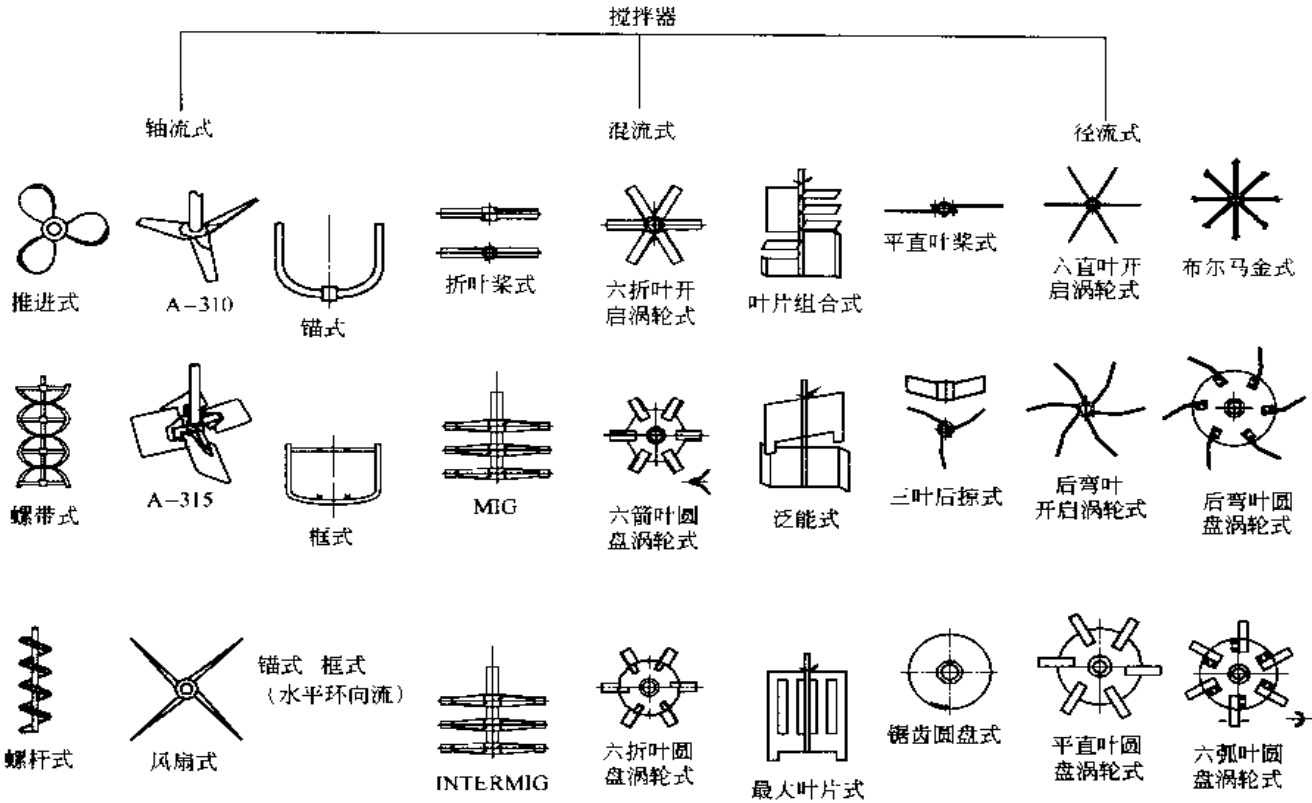 搅拌器
轴流式
混流式
径流式
推进式
A-310
锚式
折叶桨式
六折叶开
启涡轮式
叶片组合式
平直叶桨式
六直叶开
启涡轮式
布尔马金式
螺带式
A-315
框式
MIG
六箭叶圆
盘涡轮式
泛能式
三叶后掠式
后弯叶
开启涡轮式
后弯叶圆
盘涡轮式
螺杆式
风扇式
锚式 框式
(水平环向流)
INTERMIG
六折叶圆
盘涡轮式
最大叶片式
锯齿圆盘式
平直叶圆
盘涡轮式
六弧叶圆
盘涡轮式